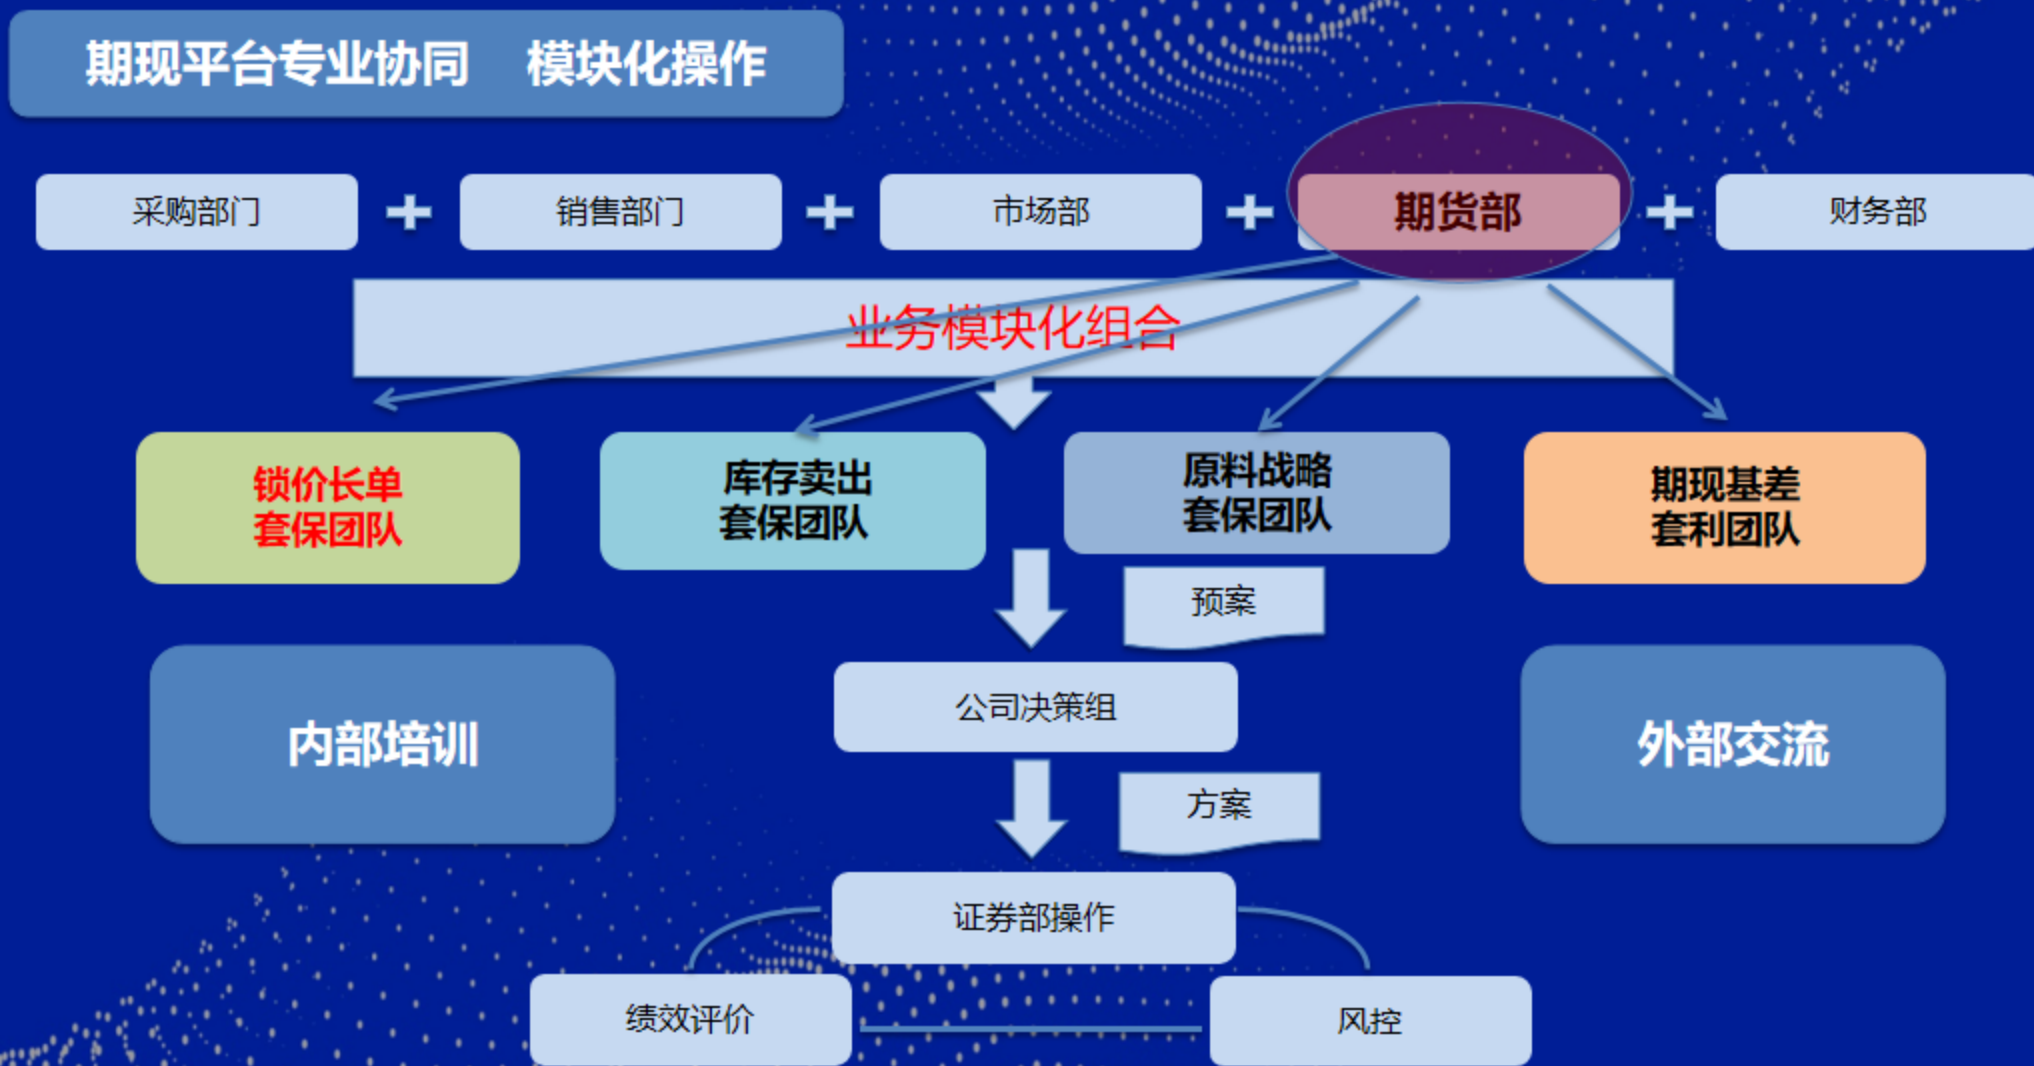 期现平台专业协同 模块化操作
采购部门 + 销售部门 + 市场部 + 期货部 + 财务部
业务模块化组合
锁价长单
套保团队
库存卖出
套保团队
原料战略
套保团队
期现基差
套利团队
预案
内部培训
公司决策组
外部交流
方案
证券部操作
绩效评价
风控